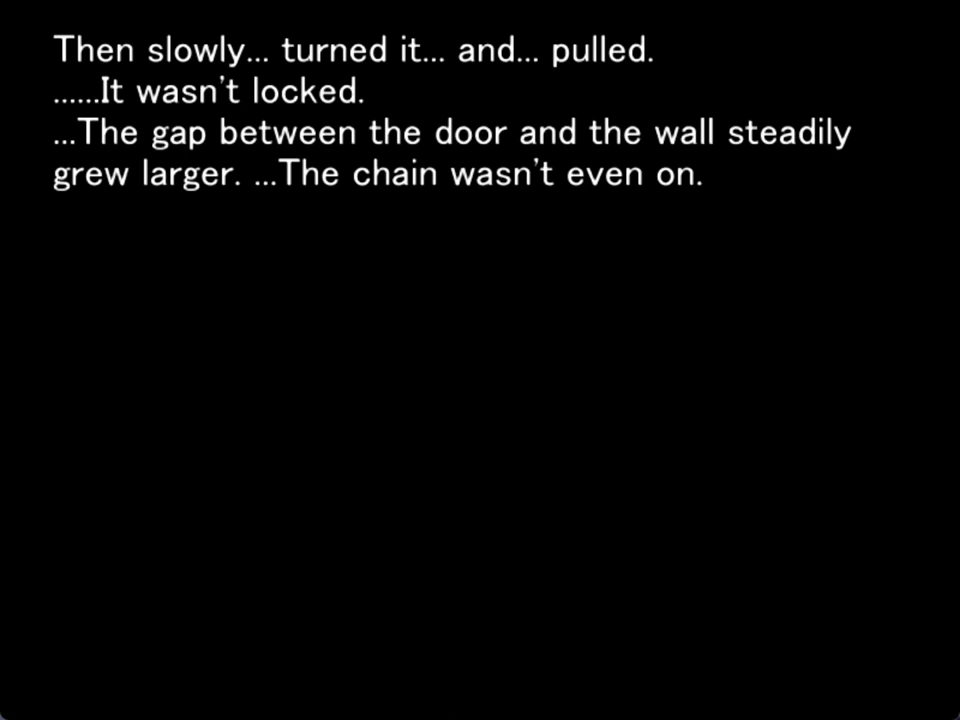 Then slowly... turned it... and... pulled.
......It wasn't locked.
...The gap between the door and the wall steadily
grew larger. ...The chain wasn't even on.